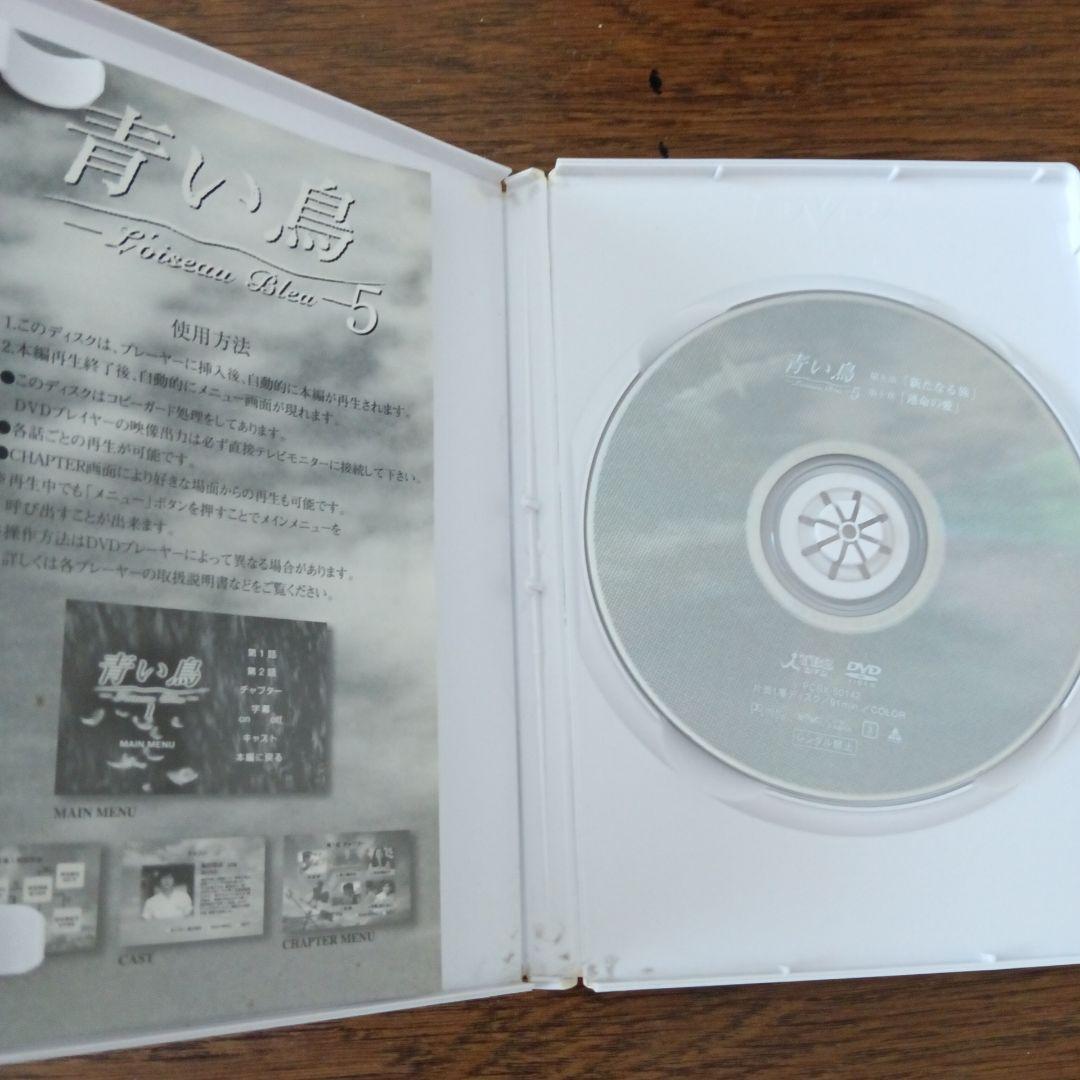 青い鳥
L'oiseau Bleu
5
使用方法
1.このディスクは、プレーヤーに挿入後、自動的に本編が再生されます。
2.本編再生終了後、自動的にメニュー画面が現れます。
●このディスクはコピーガード処理をしてあります。
DVDプレイヤーの映像出力は必ず直接テレビモニターに接続して下さい。
●各話ごとの再生が可能です。
●CHAPTER画面により好きな場面からの再生も可能です。
再生中でも「メニュー」ボタンを押すことでメインメニューを
呼び出すことが出来ます。
操作方法はDVDプレーヤーによって異なる場合があります。
詳しくは各プレーヤーの取扱説明書などをご覧ください。
青い鳥
1
MAIN MENU
第1話
第2話
チャプター
字幕
on off
キャスト
本編に戻る
MAIN MENU
CAST
CHAPTER MENU
青い鳥
5
「新たなる旅」
「運命の愛」
TBS
DVD
VIDEO
PCBX-50143
片面1層ディスク/91min./COLOR
レンタル禁止